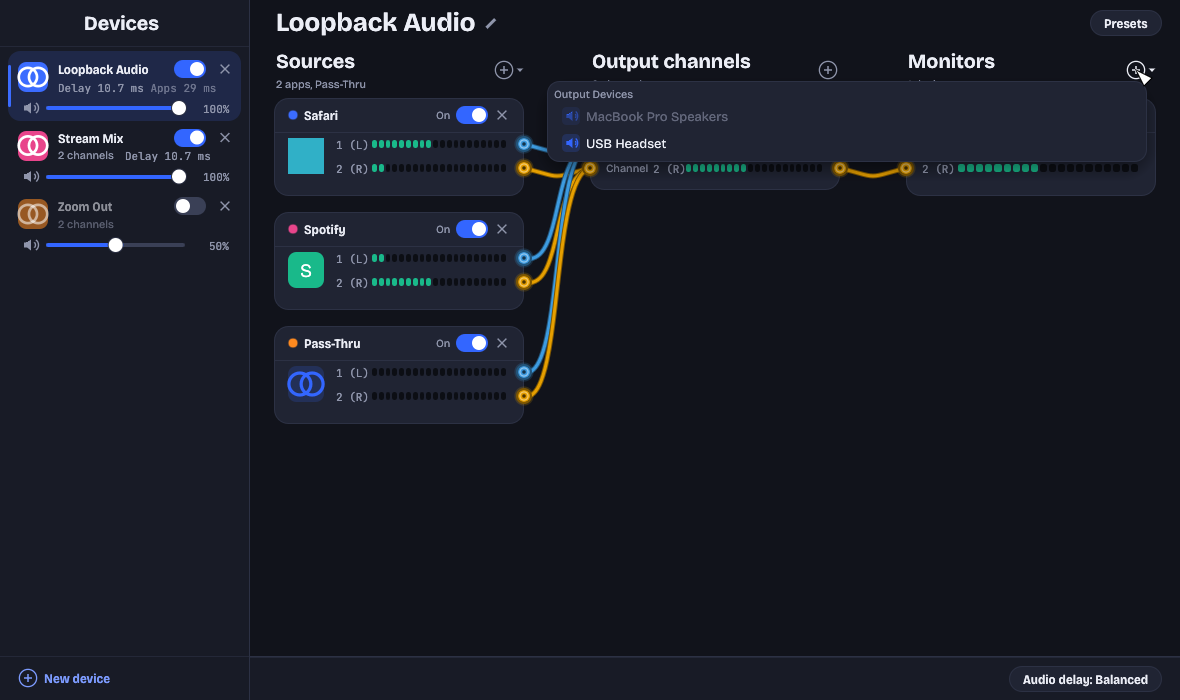 Devices
Loopback Audio
Delay 10.7 ms Apps 29 ms
100%
Stream Mix
2 channels Delay 10.7 ms
100%
Zoom Out
2 channels
50%
New device
Loopback Audio
Presets
Sources
2 apps, Pass-Thru
Output channels
Monitors
Output Devices
MacBook Pro Speakers
USB Headset
Safari On
1 (L)
2 (R)
Channel 2 (R)
2 (R)
Spotify On
S
1 (L)
2 (R)
Pass-Thru On
1 (L)
2 (R)
Audio delay: Balanced